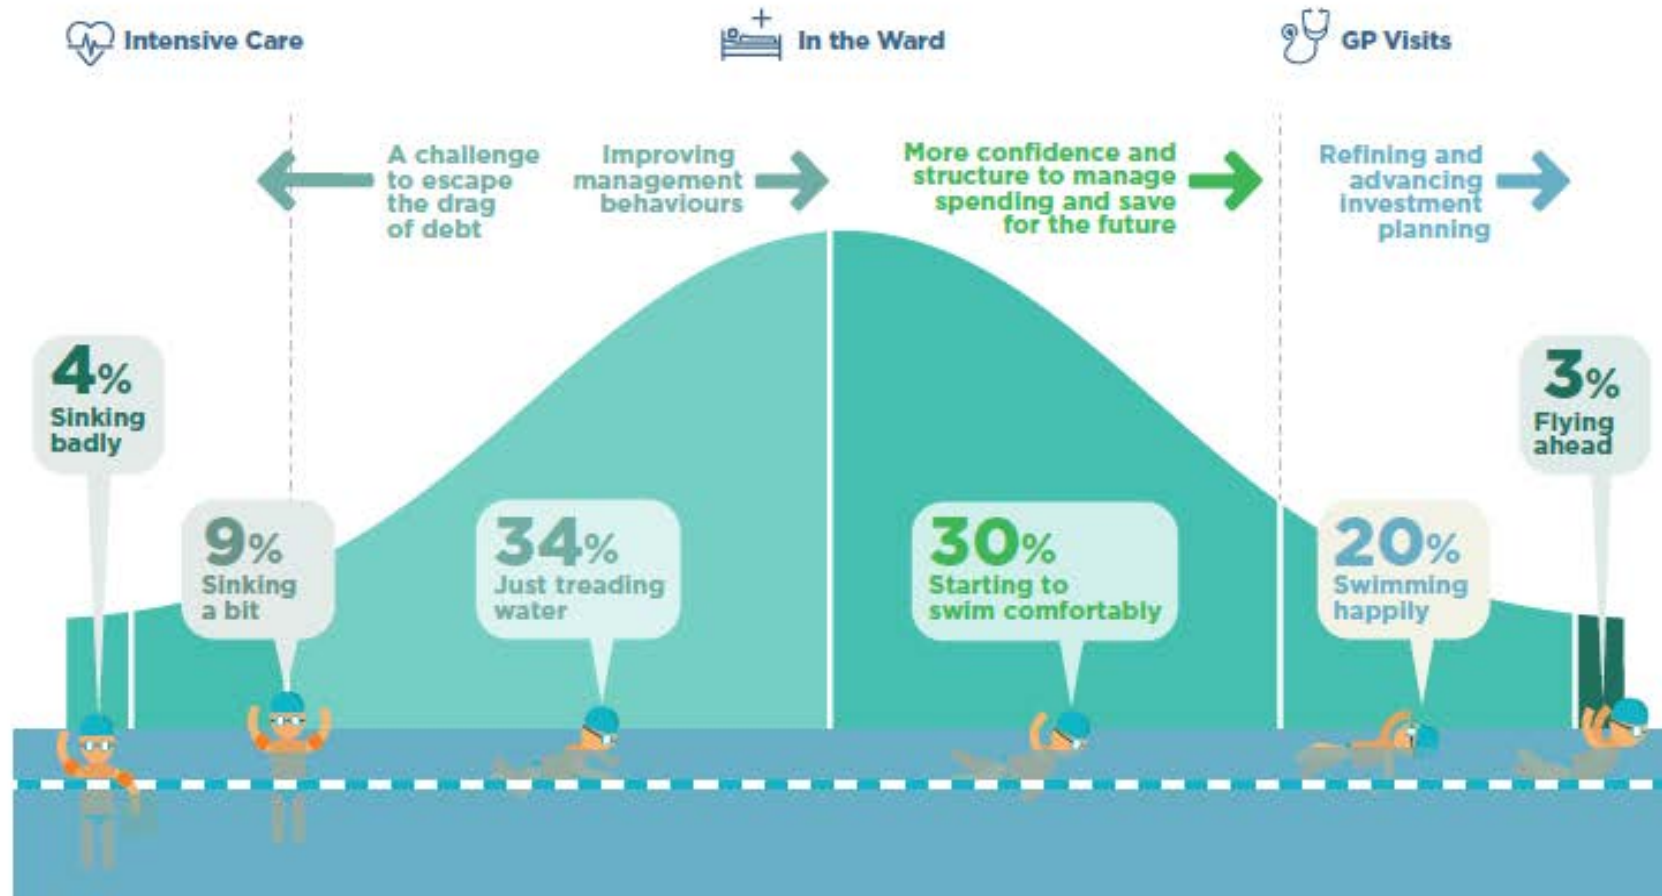 Intensive Care
In the Ward
GP Visits
A challenge
to escape
the drag
of debt
Improving
management
behaviours
More confidence and
structure to manage
spending and save
for the future
Refining and
advancing
investment
planning
4%
Sinking
badly
9%
Sinking
a bit
34%
Just treading
water
30%
Starting to
swim comfortably
20%
Swimming
happily
3%
Flying
ahead